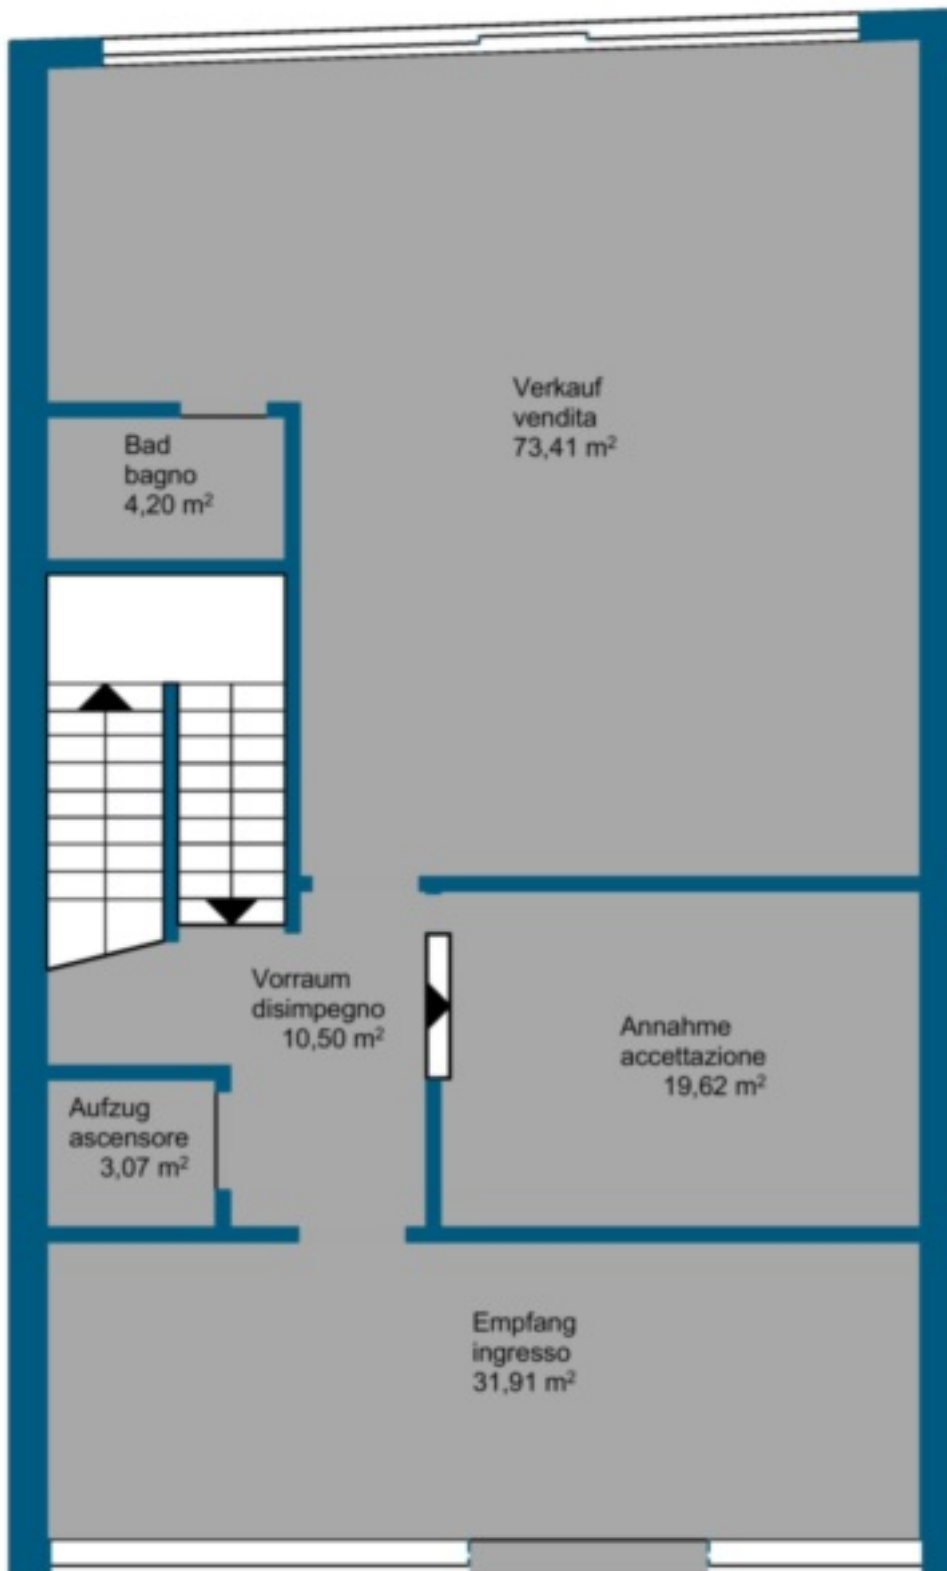 Verkauf
vendita
73,41 m²
Bad
bagno
4,20 m²
Vorraum
disimpegno
10,50 m²
Annahme
accettazione
19,62 m²
Aufzug
ascensore
3,07 m²
Empfang
ingresso
31,91 m²